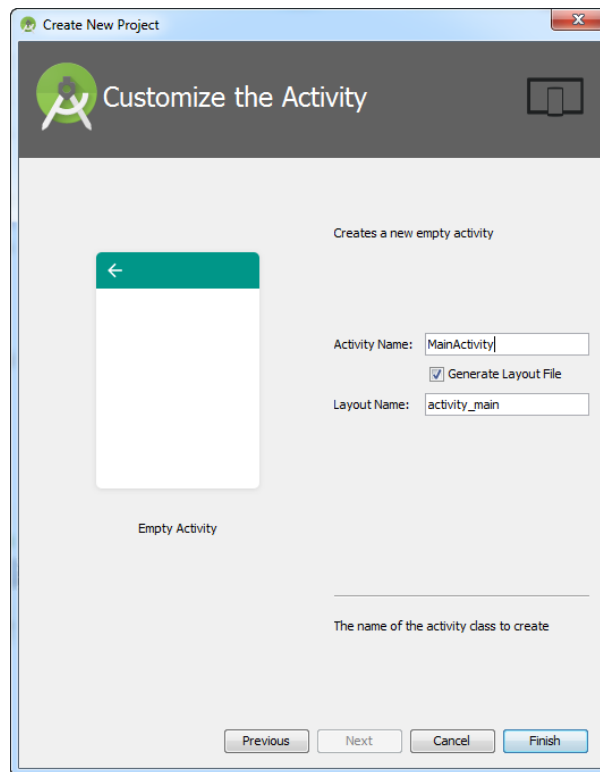 Create New Project
Customize the Activity
Creates a new empty activity
Activity Name: MainActivity
Generate Layout File
Layout Name: activity_main
Empty Activity
The name of the activity class to create
Previous Next Cancel Finish